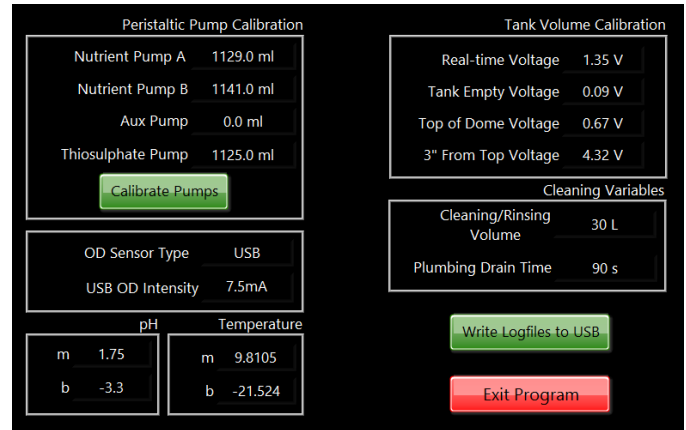 Peristaltic Pump Calibration
Nutrient Pump A 1129.0 ml
Nutrient Pump B 1141.0 ml
Aux Pump 0.0 ml
Thiosulphate Pump 1125.0 ml
Calibrate Pumps
OD Sensor Type USB
USB OD Intensity 7.5mA
pH
m 1.75
b -3.3
Temperature
m 9.8105
b -21.524
Tank Volume Calibration
Real-time Voltage 1.35 V
Tank Empty Voltage 0.09 V
Top of Dome Voltage 0.67 V
3" From Top Voltage 4.32 V
Cleaning Variables
Cleaning/Rinsing
Volume 30 L
Plumbing Drain Time 90 s
Write Logfiles to USB
Exit Program